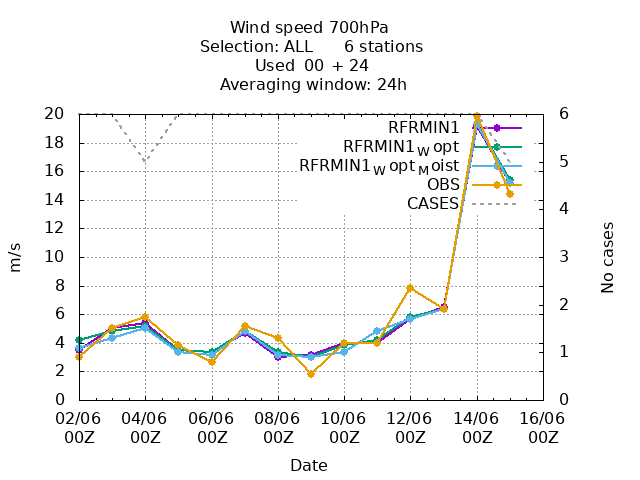 Wind speed 700hPa
Selection: ALL 6 stations
Used 00 + 24
Averaging window: 24h
20 6
18
16 5
14
12 4
10 3
8
6 2
4 1
2
0 0
RFRMIN1
RFRMIN1W opt
RFRMIN1W opt M oist
OBS
CASES
m/s
No cases
02/06 04/06 06/06 08/06 10/06 12/06 14/06 16/06
00Z 00Z 00Z 00Z 00Z 00Z 00Z 00Z
Date